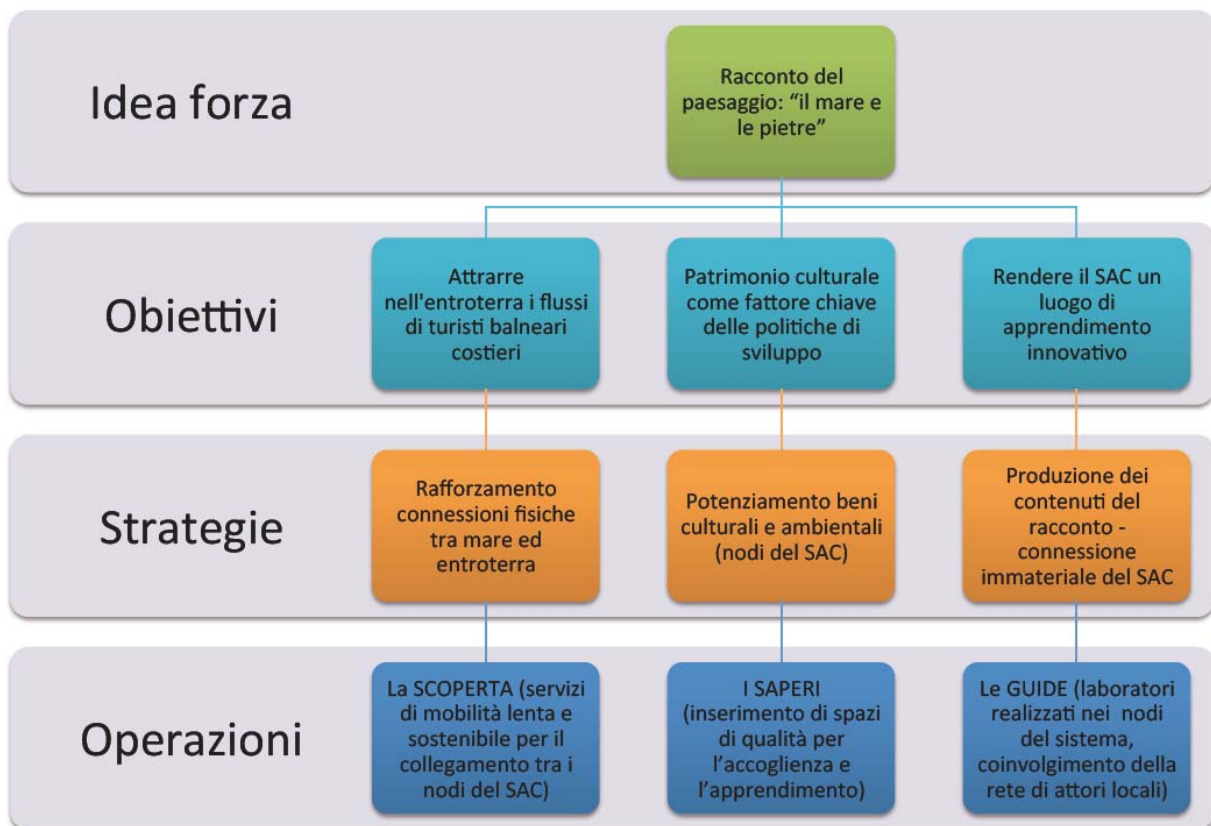 Idea forza
Racconto del
paesaggio: “il mare e
le pietre”
Obiettivi
Attrarre
nell'entroterra i flussi
di turisti balneari
costieri
Patrimonio culturale
come fattore chiave
delle politiche di
sviluppo
Rendere il SAC un
luogo di
apprendimento
innovativo
Strategie
Rafforzamento
connessioni fisiche
tra mare ed
entroterra
Potenziamento beni
culturali e ambientali
(nodi del SAC)
Produzione dei
contenuti del
racconto -
connessione
immateriale del SAC
Operazioni
La SCOPERTA (servizi
di mobilità lenta e
sostenibile per il
collegamento tra i
nodi del SAC)
I SAPERI
(inserimento di spazi
di qualità per
l’accoglienza e
l’apprendimento)
Le GUIDE (laboratori
realizzati nei nodi
del sistema,
coinvolgimento della
rete di attori locali)